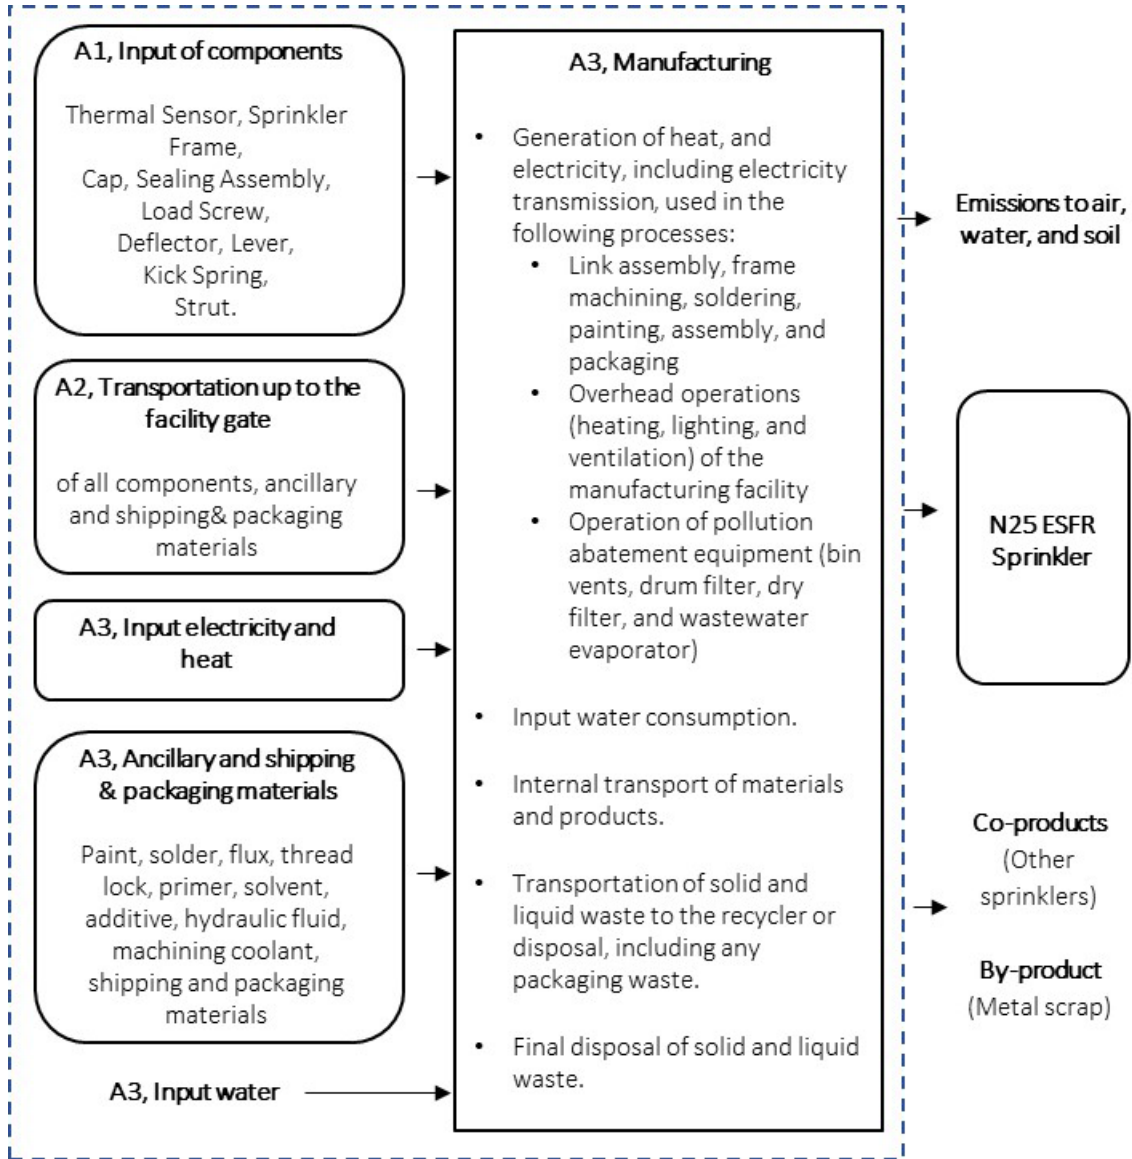 A1, Input of components
Thermal Sensor, Sprinkler
Frame,
Cap, Sealing Assembly,
Load Screw,
Deflector, Lever,
Kick Spring,
Strut.
A2, Transportation up to the
facility gate
of all components, ancillary
and shipping& packaging
materials
A3, Input electricity and
heat
A3, Ancillary and shipping
& packaging materials
Paint, solder, flux, thread
lock, primer, solvent,
additive, hydraulic fluid,
machining coolant,
shipping and packaging
materials
A3, Input water
A3, Manufacturing
• Generation of heat, and
electricity, including electricity
transmission, used in the
following processes:
• Link assembly, frame
machining, soldering,
painting, assembly, and
packaging
• Overhead operations
(heating, lighting, and
ventilation) of the
manufacturing facility
• Operation of pollution
abatement equipment (bin
vents, drum filter, dry
filter, and wastewater
evaporator)
• Input water consumption.
• Internal transport of materials
and products.
• Transportation of solid and
liquid waste to the recycler or
disposal, including any
packaging waste.
• Final disposal of solid and liquid
waste.
Emissions to air,
water, and soil
N25 ESFR
Sprinkler
Co-products
(Other
sprinklers)
By-product
(Metal scrap)